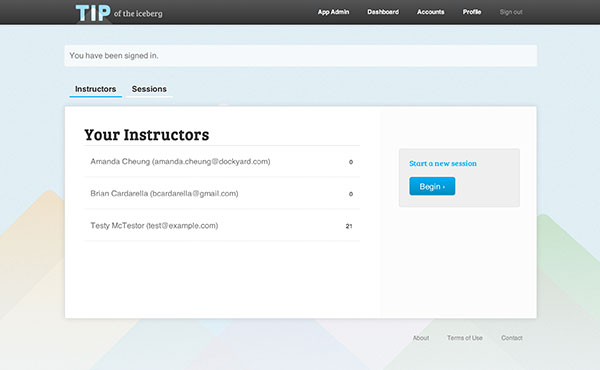 TIP of the iceberg
App Admin Dashboard Accounts Profile Sign out
You have been signed in.
Instructors Sessions
Your Instructors
Amanda Cheung (amanda.cheung@dockyard.com) 0
Brian Cardarella (bcardarella@gmail.com) 0
Testy McTestor (test@example.com) 21
Start a new session
Begin ›
About Terms of Use Contact